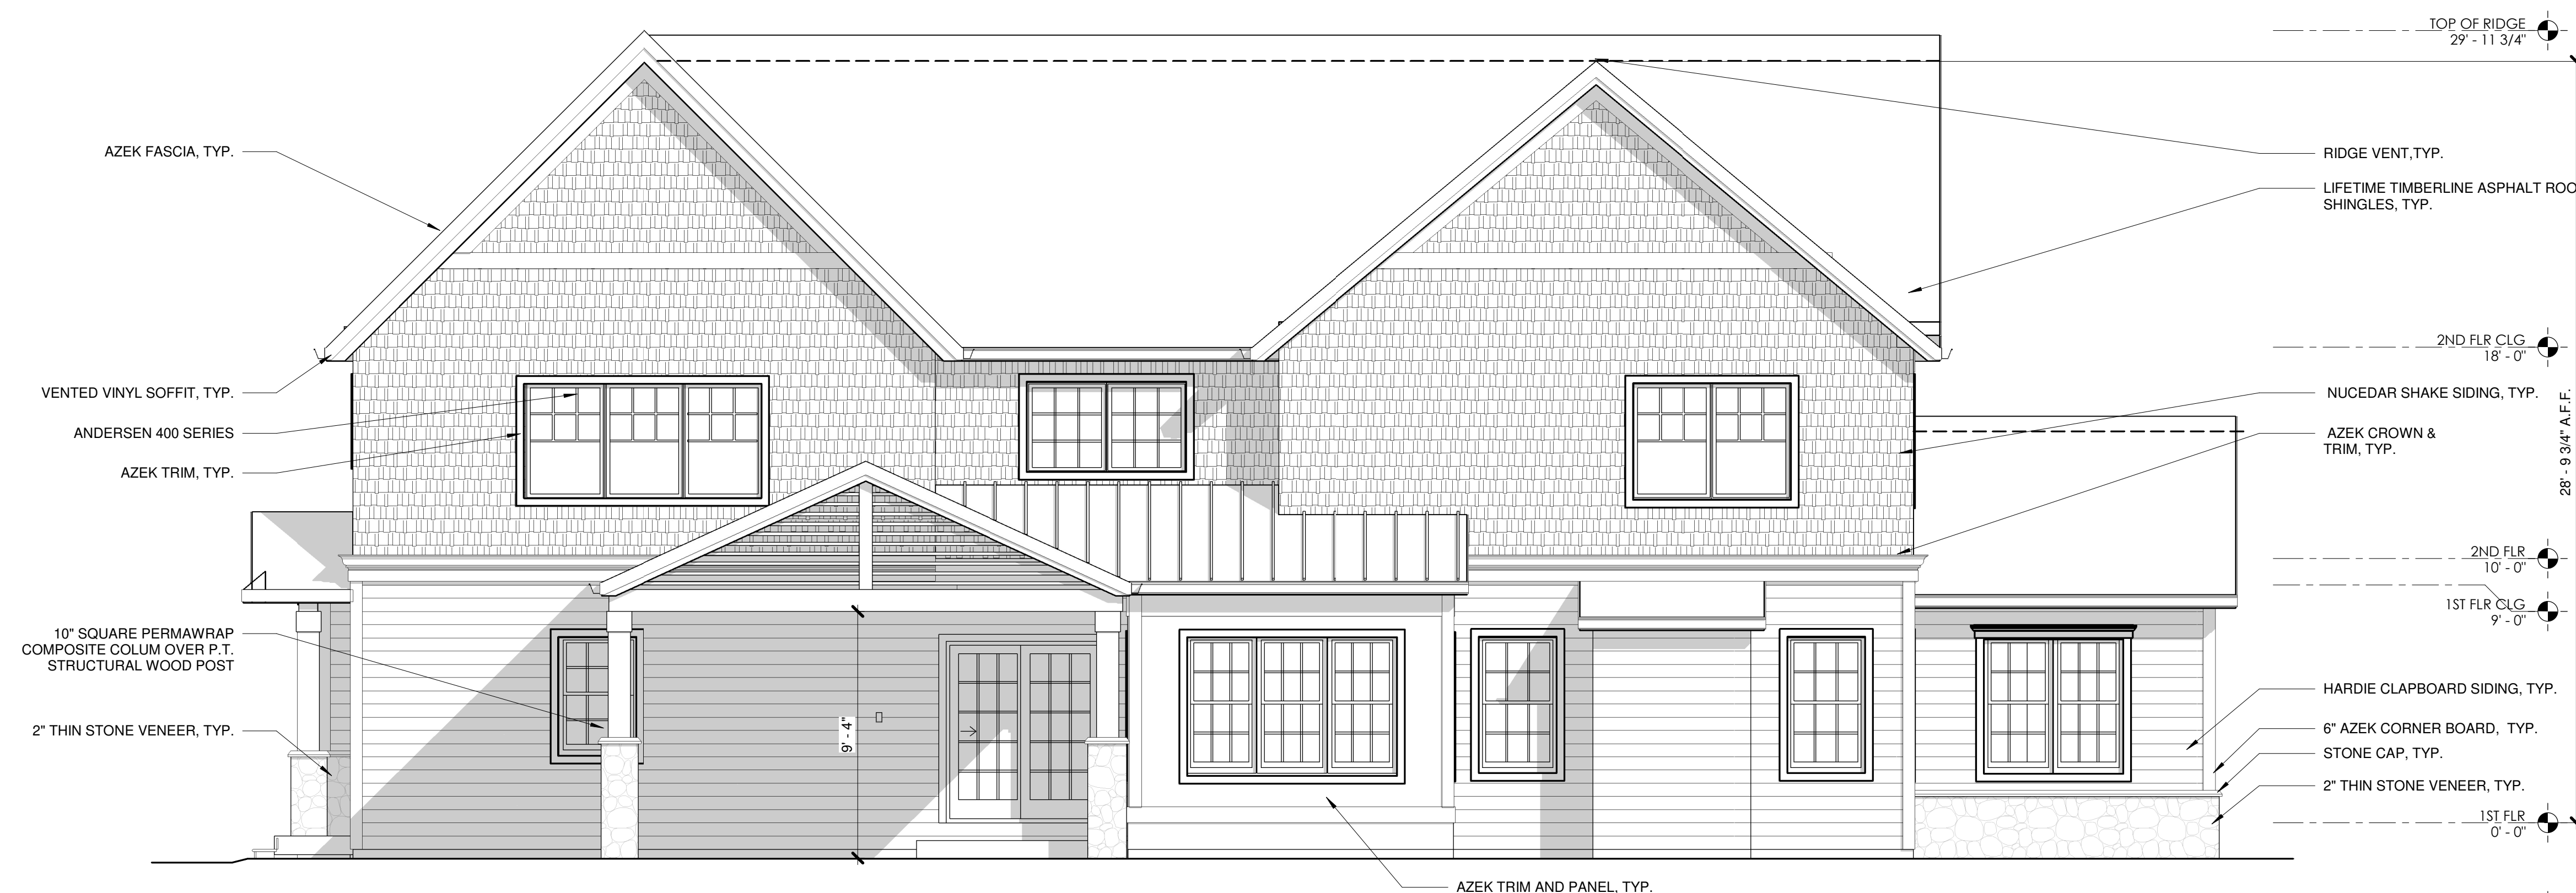 TOP OF RIDGE
29' - 11 3/4"
AZEK FASCIA, TYP.
VENTED VINYL SOFFIT, TYP.
ANDERSEN 400 SERIES
AZEK TRIM, TYP.
10" SQUARE PERMAWRAP
COMPOSITE COLUM OVER P.T.
STRUCTURAL WOOD POST
2" THIN STONE VENEER, TYP.
9' - 4"
AZEK TRIM AND PANEL, TYP.
RIDGE VENT,TYP.
LIFETIME TIMBERLINE ASPHALT ROO
SHINGLES, TYP.
2ND FLR CLG
18' - 0"
NUCEDAR SHAKE SIDING, TYP.
AZEK CROWN &
TRIM, TYP.
28' - 9 3/4" A.F.F.
2ND FLR
10' - 0"
1ST FLR CLG
9' - 0"
HARDIE CLAPBOARD SIDING, TYP.
6" AZEK CORNER BOARD, TYP.
STONE CAP, TYP.
2" THIN STONE VENEER, TYP.
1ST FLR
0' - 0"